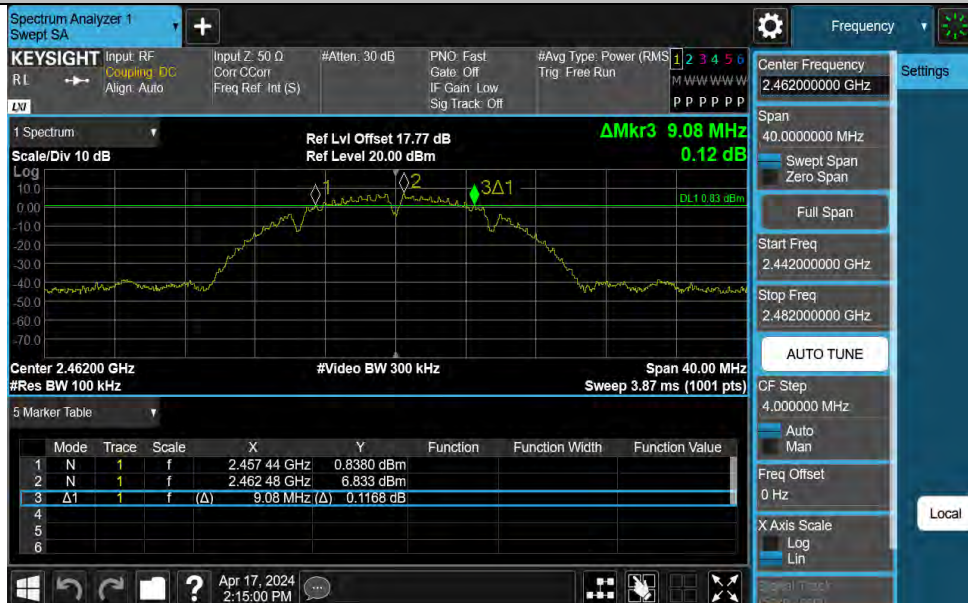 Spectrum Analyzer 1
Swept SA
+
Frequency
KEYSIGHT
RL
LXI
Input: RF
Coupling: DC
Align: Auto
Input Z: 50 Ω
Corr CCorr
Freq Ref: Int (S)
#Atten: 30 dB
PNO: Fast
Gate: Off
IF Gain: Low
Sig Track: Off
#Avg Type: Power (RMS
Trig: Free Run
1 2 3 4 5 6
M W W W W W
P P P P P P
1 Spectrum
Scale/Div 10 dB
Ref Lvl Offset 17.77 dB
Ref Level 20.00 dBm
ΔMkr3 9.08 MHz
0.12 dB
Log
10.0
0.00
-10.0
-20.0
-30.0
-40.0
-50.0
-60.0
-70.0
1
2
3Δ1
DL1 0.83 dBm
Center 2.46200 GHz
#Res BW 100 kHz
#Video BW 300 kHz
Span 40.00 MHz
Sweep 3.87 ms (1001 pts)
5 Marker Table
Mode Trace Scale X Y Function Function Width Function Value
1 N 1 f 2.457 44 GHz 0.8380 dBm
2 N 1 f 2.462 48 GHz 6.833 dBm
3 Δ1 1 f (Δ) 9.08 MHz (Δ) 0.1168 dB
4
5
6
?
Apr 17, 2024
2:15:00 PM
Center Frequency
2.462000000 GHz
Span
40.0000000 MHz
Swept Span
Zero Span
Full Span
Start Freq
2.442000000 GHz
Stop Freq
2.482000000 GHz
AUTO TUNE
CF Step
4.000000 MHz
Auto
Man
Freq Offset
0 Hz
X Axis Scale
Log
Lin
Signal Track
Settings
Local